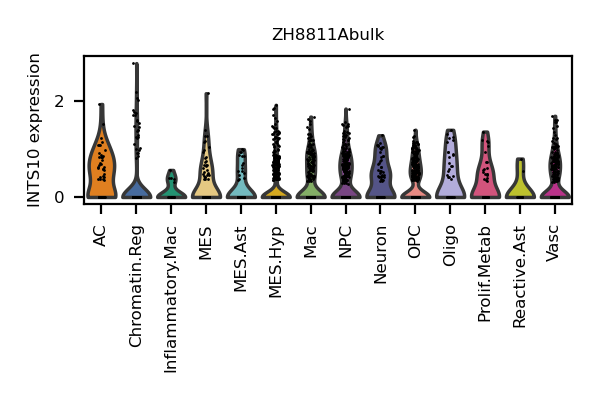 ZH8811Abulk
INTS10 expression
2
0
AC
Chromatin.Reg
Inflammatory.Mac
MES
MES.Ast
MES.Hyp
Mac
NPC
Neuron
OPC
Oligo
Prolif.Metab
Reactive.Ast
Vasc